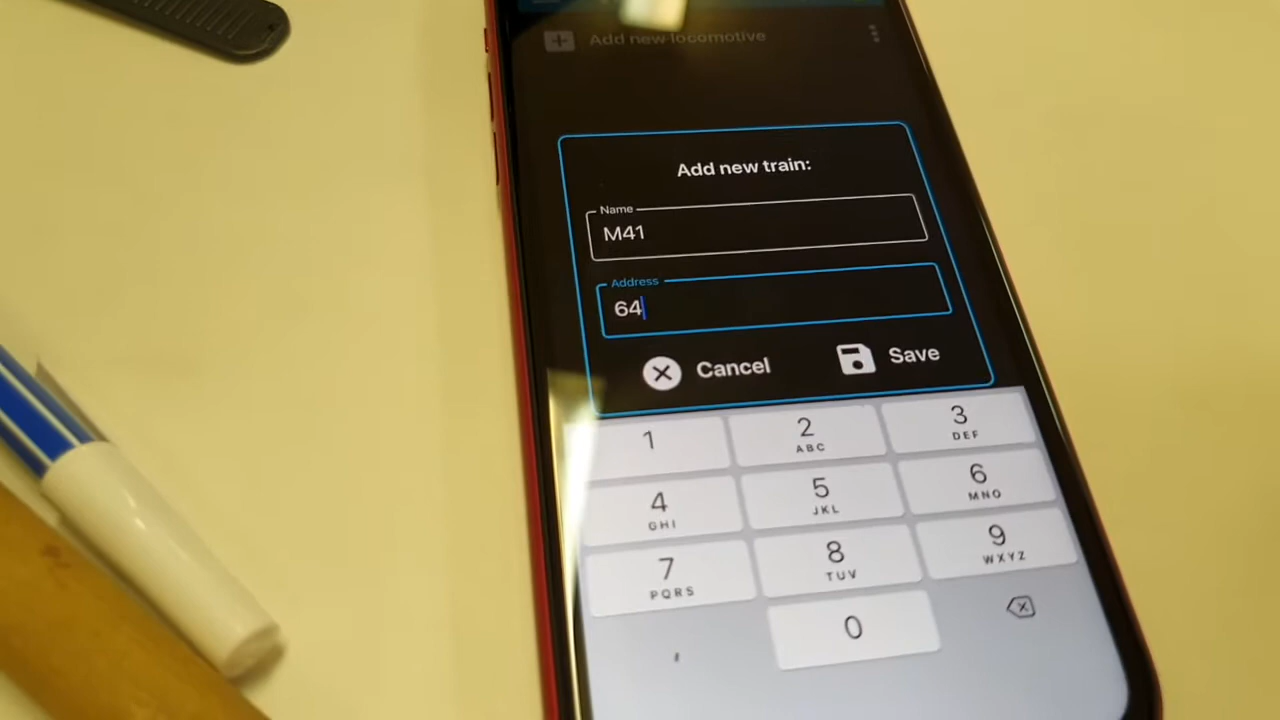 Add new locomotive
Add new train:
Name
M41
Address
64
Cancel
Save
1
2
ABC
3
DEF
4
GHI
5
JKL
6
MNO
7
PQRS
8
TUV
9
WXYZ
,
0